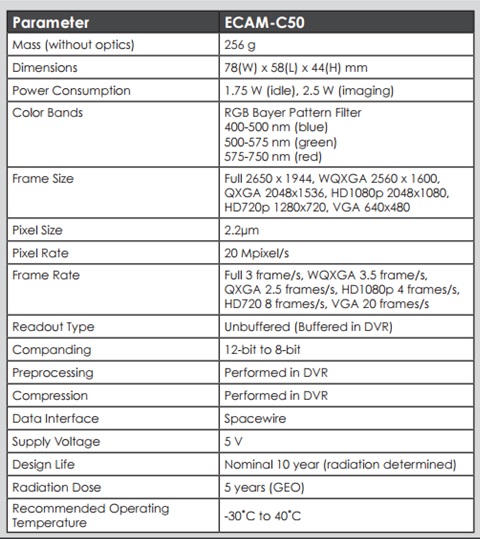 Parameter ECAM-C50
Mass (without optics) 256 g
Dimensions 78(W) x 58(L) x 44(H) mm
Power Consumption 1.75 W (idle), 2.5 W (imaging)
Color Bands RGB Bayer Pattern Filter
400-500 nm (blue)
500-575 nm (green)
575-750 nm (red)
Frame Size Full 2650 x 1944, WQXGA 2560 x 1600,
QXGA 2048x1536, HD1080p 2048x1080,
HD720p 1280x720, VGA 640x480
Pixel Size 2.2µm
Pixel Rate 20 Mpixel/s
Frame Rate Full 3 frame/s, WQXGA 3.5 frame/s,
QXGA 2.5 frames/s, HD1080p 4 frames/s,
HD720 8 frames/s, VGA 20 frames/s
Readout Type Unbuffered (Buffered in DVR)
Companding 12-bit to 8-bit
Preprocessing Performed in DVR
Compression Performed in DVR
Data Interface Spacewire
Supply Voltage 5 V
Design Life Nominal 10 year (radiation determined)
Radiation Dose 5 years (GEO)
Recommended Operating
Temperature -30˚C to 40˚C